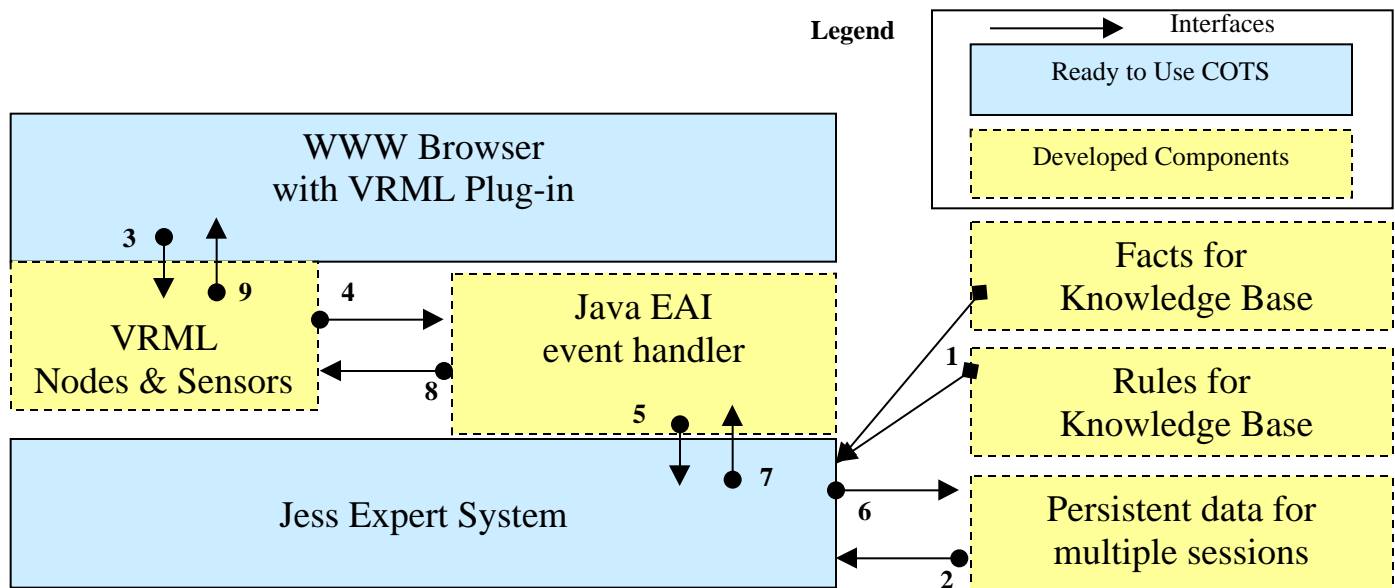 Legend
Interfaces
Ready to Use COTS
Developed Components
WWW Browser
with VRML Plug-in
3
9
4
8
VRML
Nodes & Sensors
Java EAI
event handler
5
7
Jess Expert System
Facts for
Knowledge Base
1
Rules for
Knowledge Base
6
2
Persistent data for
multiple sessions